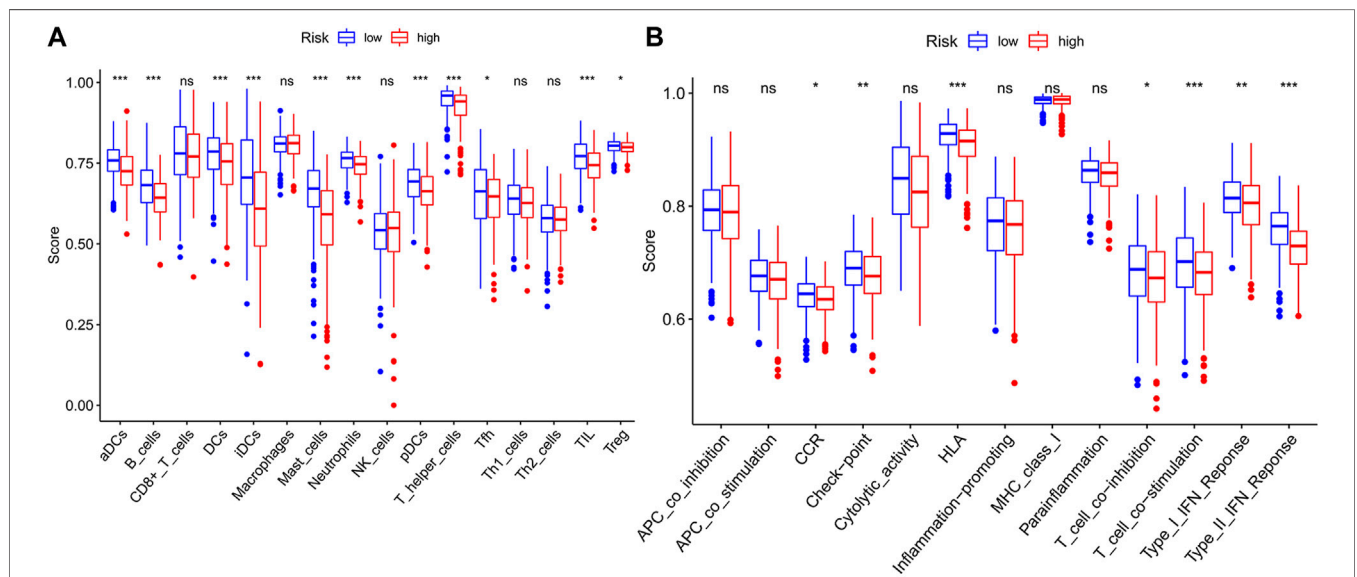 A
Risk low high
*** *** ns *** *** ns *** *** ns *** *** * ns ns *** *
1.00
0.75
0.50
0.25
0.00
Score
aDCs
B_cells
CD8+_T_cells
DCs
iDCs
Macrophages
Mast_cells
Neutrophils
NK_cells
pDCs
T_helper_cells
Tfh
Th1_cells
Th2_cells
TIL
Treg
B
Risk low high
ns ns * ** ns *** ns ns ns * *** ** ***
1.0
0.8
0.6
Score
APC_co_inhibition
APC_co_stimulation
CCR
Check-point
Cytolytic_activity
HLA
Inflammation-promoting
MHC_class_I
Parainflammation
T_cell_co-inhibition
T_cell_co-stimulation
Type_I_IFN_Reponse
Type_II_IFN_Reponse